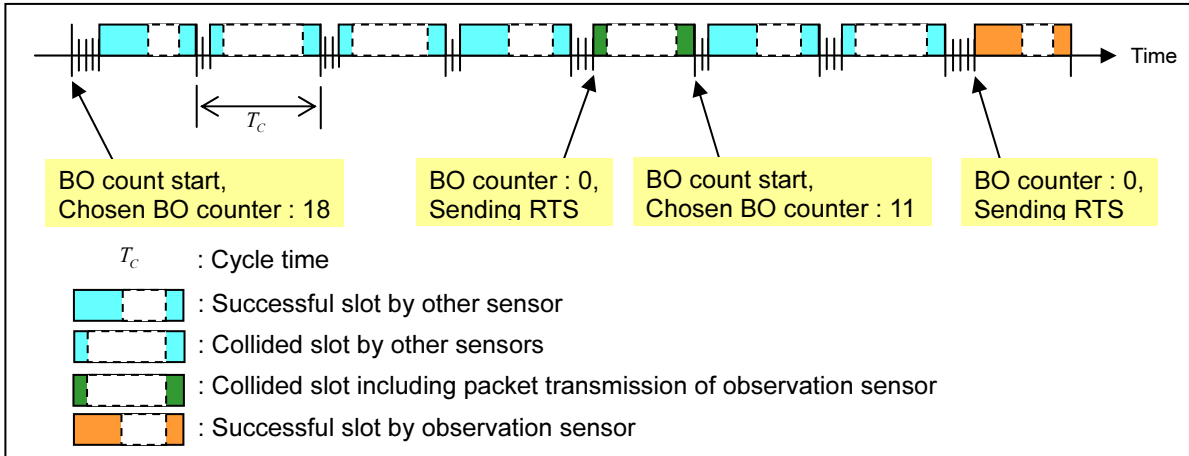 Time
T_C
BO count start,
Chosen BO counter : 18
BO counter : 0,
Sending RTS
BO count start,
Chosen BO counter : 11
BO counter : 0,
Sending RTS
T_C : Cycle time
: Successful slot by other sensor
: Collided slot by other sensors
: Collided slot including packet transmission of observation sensor
: Successful slot by observation sensor